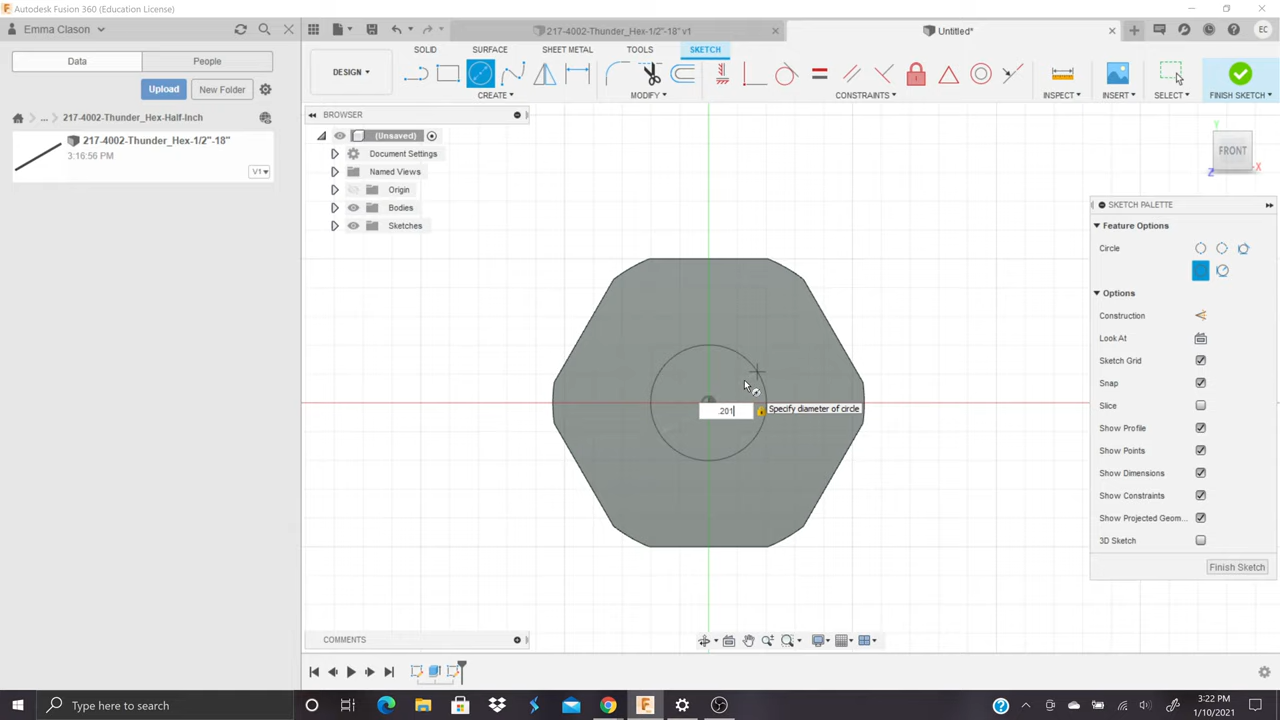 Autodesk Fusion 360 (Education License)
Emma Clason
217-4002-Thunder_Hex-1/2"-18' v1
Untitled*
EC
Data
People
SOLID
SURFACE
SHEET METAL
TOOLS
SKETCH
DESIGN
CREATE
MODIFY
CONSTRAINTS
INSPECT
INSERT
SELECT
FINISH SKETCH
Upload
New Folder
... 217-4002-Thunder_Hex-Half-Inch
217-4002-Thunder_Hex-1/2"-18"
3:16:56 PM
V1
BROWSER
(Unsaved)
Document Settings
Named Views
Origin
Bodies
Sketches
Y
FRONT
Z
X
SKETCH PALETTE
Feature Options
Circle
Options
Construction
Look At
Sketch Grid
Snap
Slice
Show Profile
Show Points
Show Dimensions
Show Constraints
Show Projected Geom...
3D Sketch
Finish Sketch
.201
Specify diameter of circle
COMMENTS
Type here to search
3:22 PM
1/10/2021